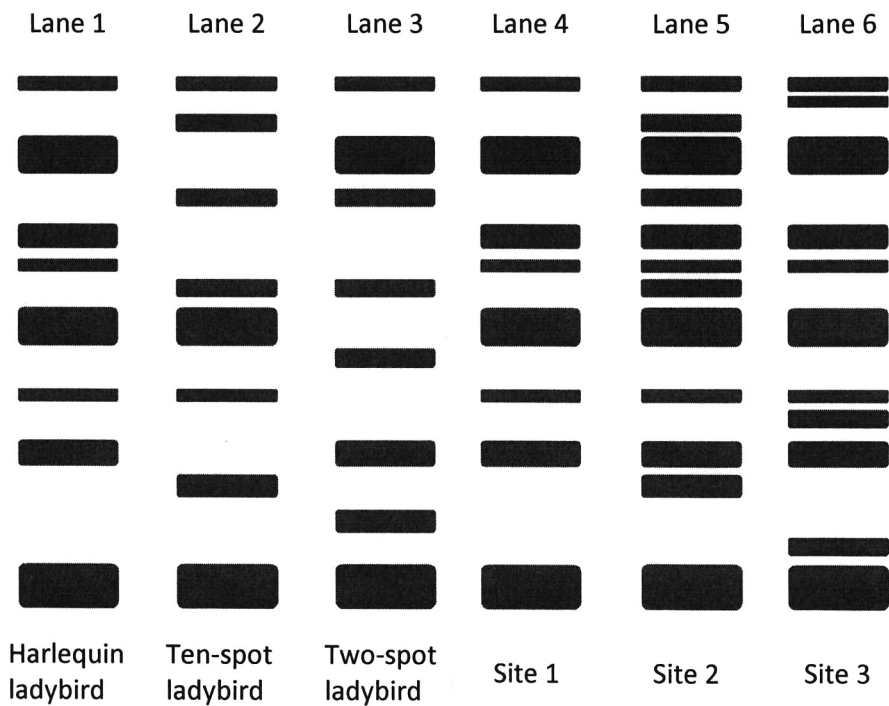 Lane 1 Lane 2 Lane 3 Lane 4 Lane 5 Lane 6
Harlequin ladybird
Ten-spot ladybird
Two-spot ladybird
Site 1
Site 2
Site 3